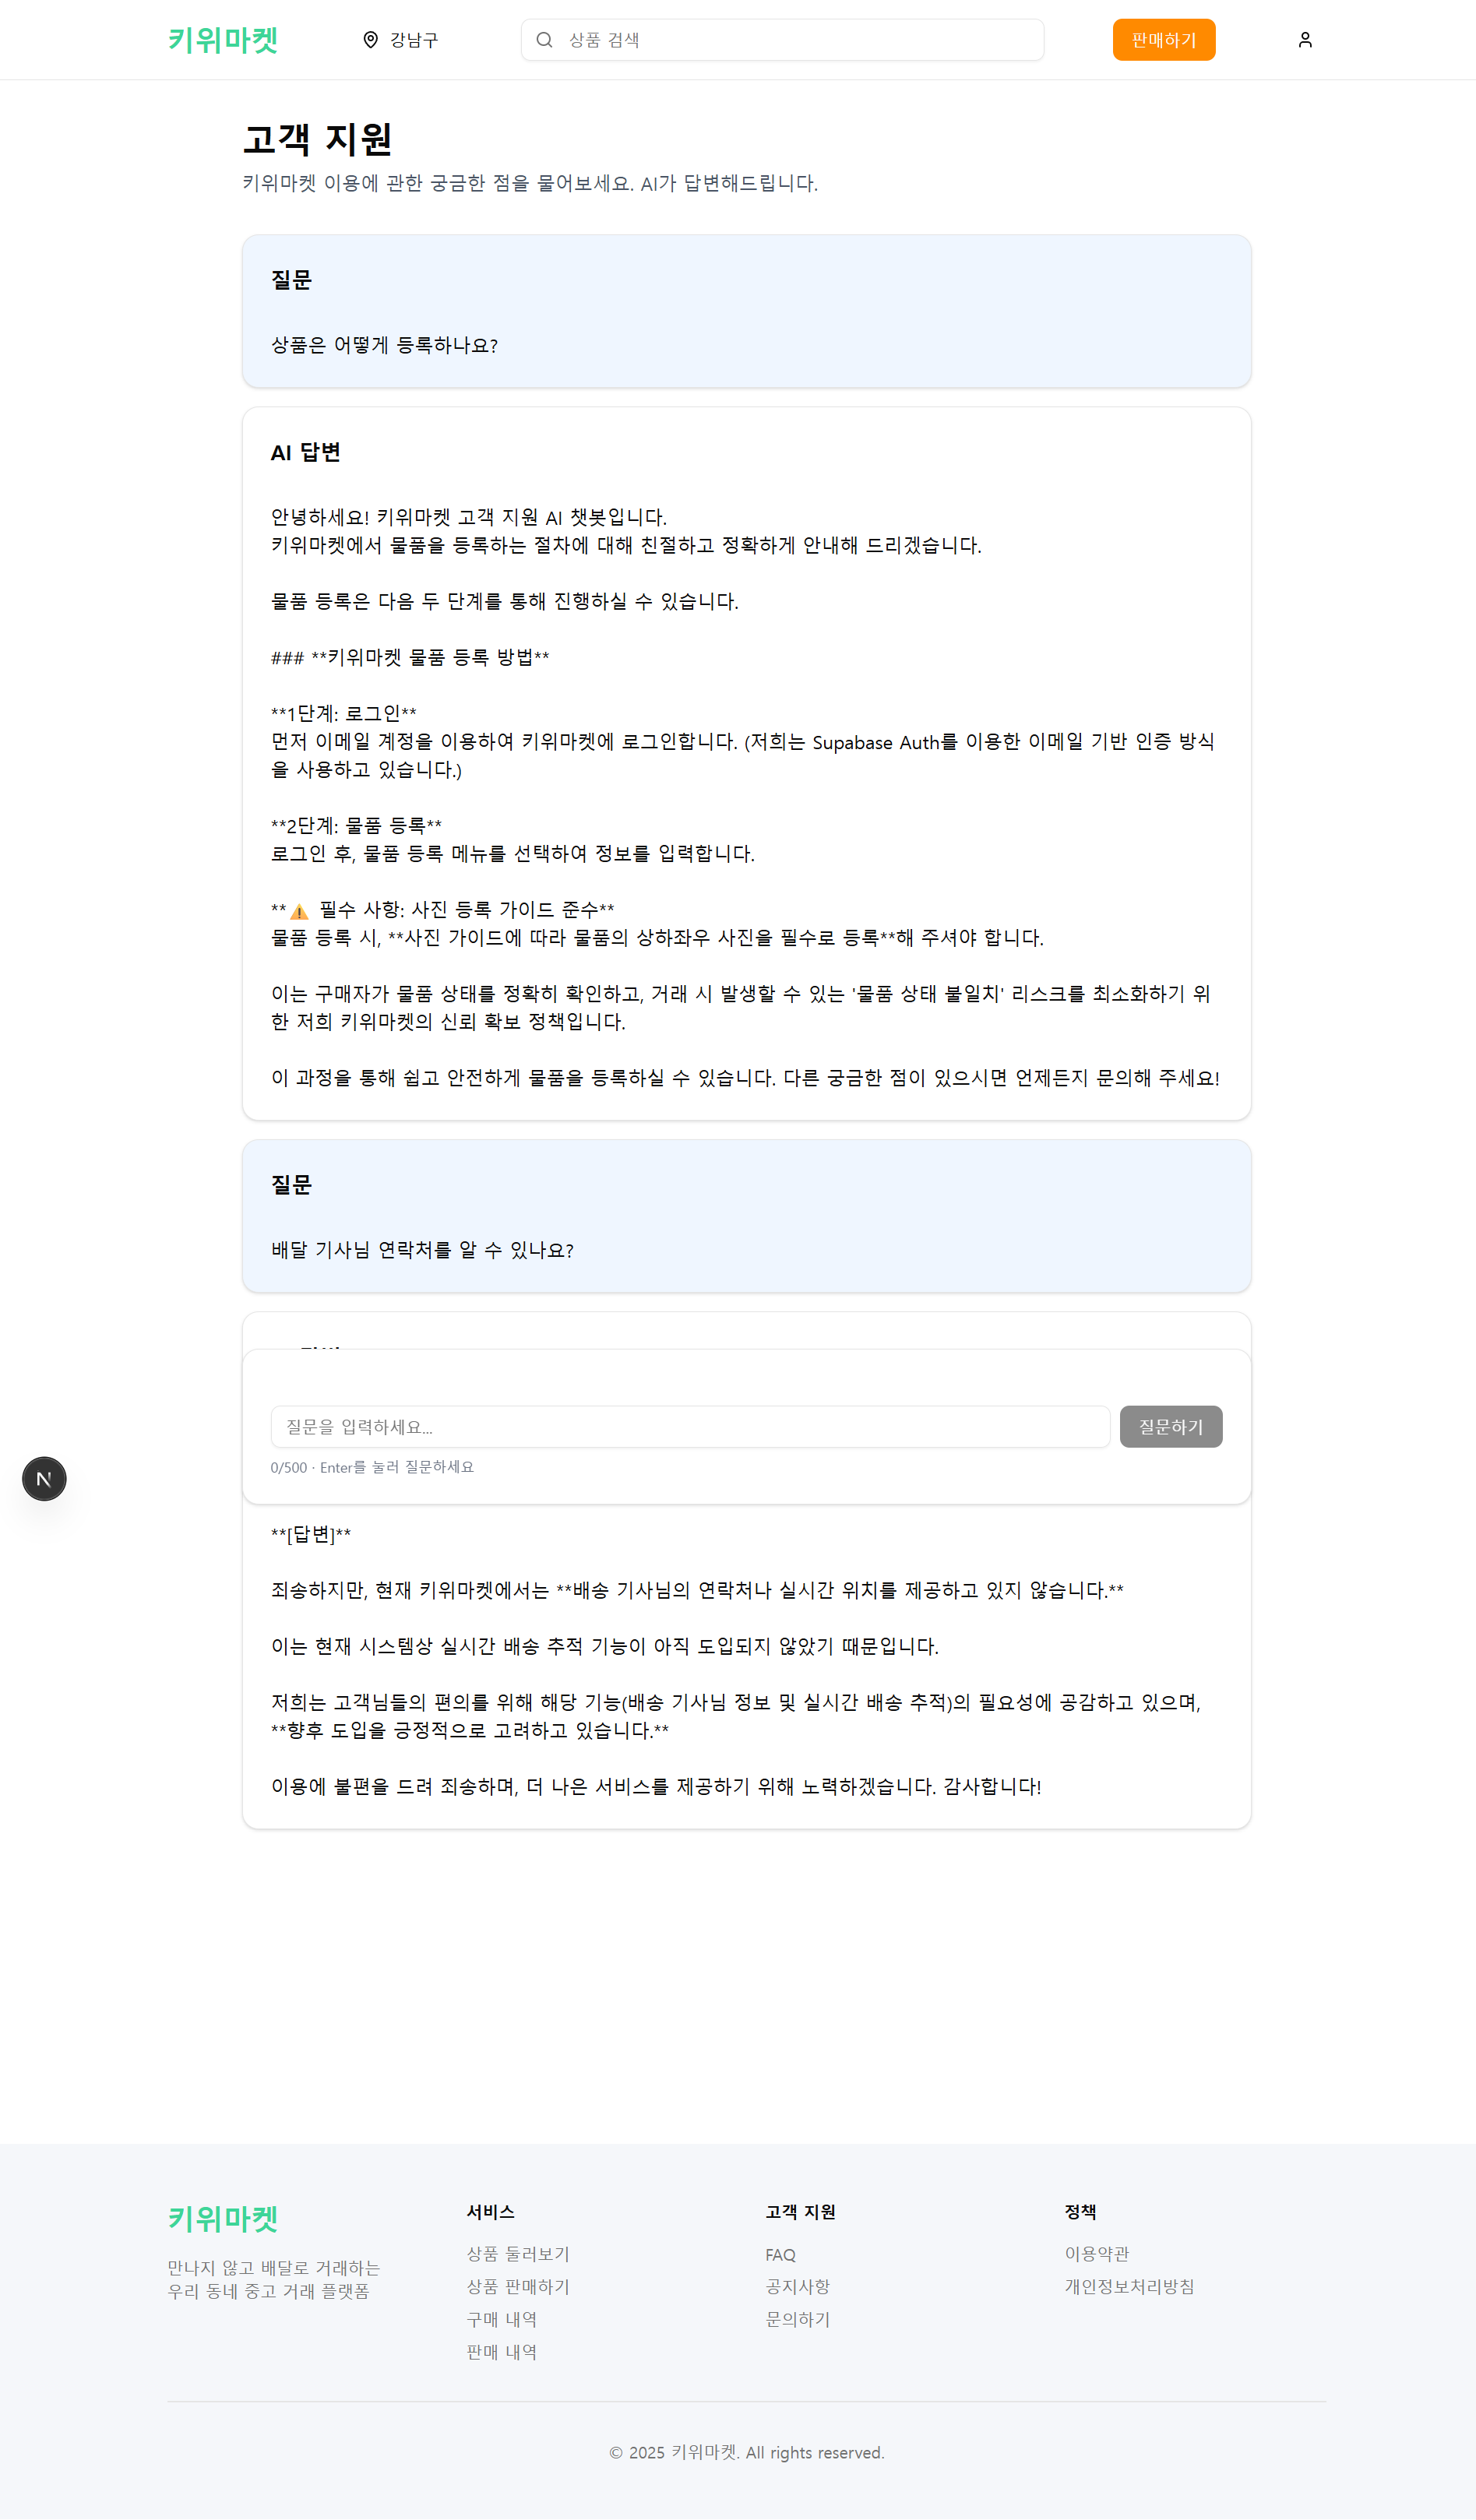 키위마켓
강남구
상품 검색
판매하기
고객 지원
키위마켓 이용에 관한 궁금한 점을 물어보세요. AI가 답변해드립니다.
질문
상품은 어떻게 등록하나요?
AI 답변
안녕하세요! 키위마켓 고객 지원 AI 챗봇입니다.
키위마켓에서 물품을 등록하는 절차에 대해 친절하고 정확하게 안내해 드리겠습니다.
물품 등록은 다음 두 단계를 통해 진행하실 수 있습니다.
### **키위마켓 물품 등록 방법**
**1단계: 로그인**
먼저 이메일 계정을 이용하여 키위마켓에 로그인합니다. (저희는 Supabase Auth를 이용한 이메일 기반 인증 방식
을 사용하고 있습니다.)
**2단계: 물품 등록**
로그인 후, 물품 등록 메뉴를 선택하여 정보를 입력합니다.
**⚠️ 필수 사항: 사진 등록 가이드 준수**
물품 등록 시, **사진 가이드에 따라 물품의 상하좌우 사진을 필수로 등록**해 주셔야 합니다.
이는 구매자가 물품 상태를 정확히 확인하고, 거래 시 발생할 수 있는 '물품 상태 불일치' 리스크를 최소화하기 위
한 저희 키위마켓의 신뢰 확보 정책입니다.
이 과정을 통해 쉽고 안전하게 물품을 등록하실 수 있습니다. 다른 궁금한 점이 있으시면 언제든지 문의해 주세요!
질문
배달 기사님 연락처를 알 수 있나요?
질문을 입력하세요...
질문하기
0/500 · Enter를 눌러 질문하세요
N
**[답변]**
죄송하지만, 현재 키위마켓에서는 **배송 기사님의 연락처나 실시간 위치를 제공하고 있지 않습니다.**
이는 현재 시스템상 실시간 배송 추적 기능이 아직 도입되지 않았기 때문입니다.
저희는 고객님들의 편의를 위해 해당 기능(배송 기사님 정보 및 실시간 배송 추적)의 필요성에 공감하고 있으며,
**향후 도입을 긍정적으로 고려하고 있습니다.**
이용에 불편을 드려 죄송하며, 더 나은 서비스를 제공하기 위해 노력하겠습니다. 감사합니다!
키위마켓
만나지 않고 배달로 거래하는
우리 동네 중고 거래 플랫폼
서비스
상품 둘러보기
상품 판매하기
구매 내역
판매 내역
고객 지원
FAQ
공지사항
문의하기
정책
이용약관
개인정보처리방침
© 2025 키위마켓. All rights reserved.